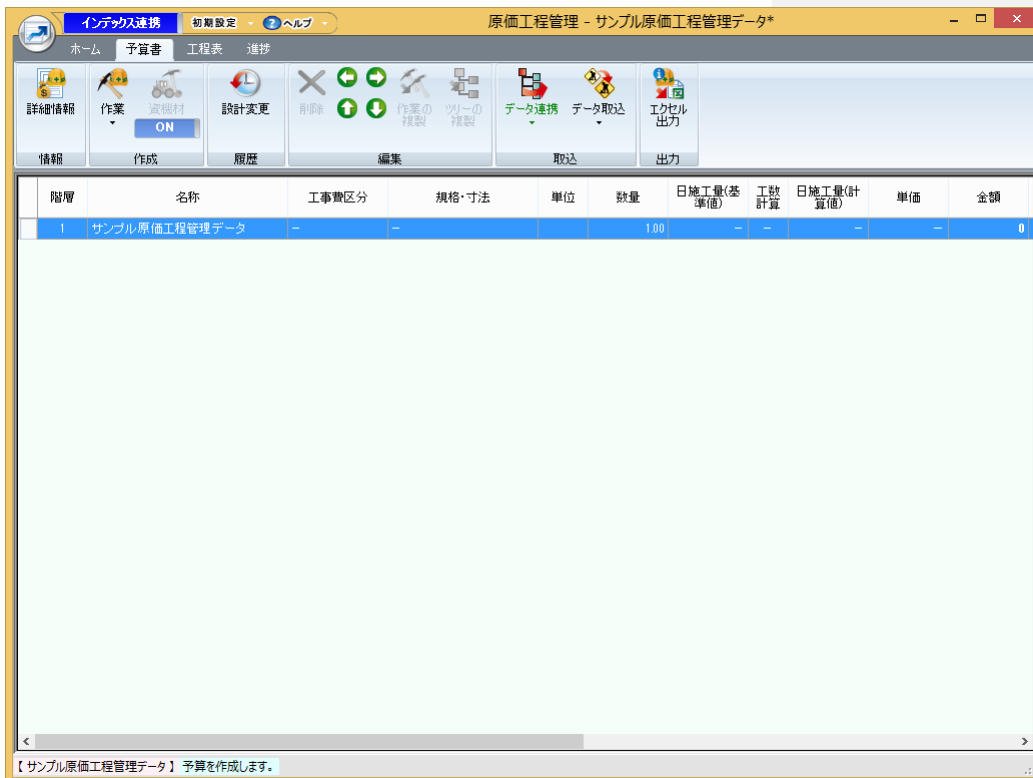 インデックス連携 初期設定 ヘルプ 原価工程管理 - サンプル原価工程管理データ*
ホーム 予算書 工程表 進捗
詳細情報 作業 資機材 設計変更 削除 作業の複製 ツリーの複製 データ連携 データ取込 エクセル出力
ON
情報 作成 履歴 編集 取込 出力
階層 名称 工事費区分 規格・寸法 単位 数量 日施工量(基準値) 工数計算 日施工量(計算値) 単価 金額
1 サンプル原価工程管理データ - - 1.00 - - - - 0
【 サンプル原価工程管理データ 】 予算を作成します。